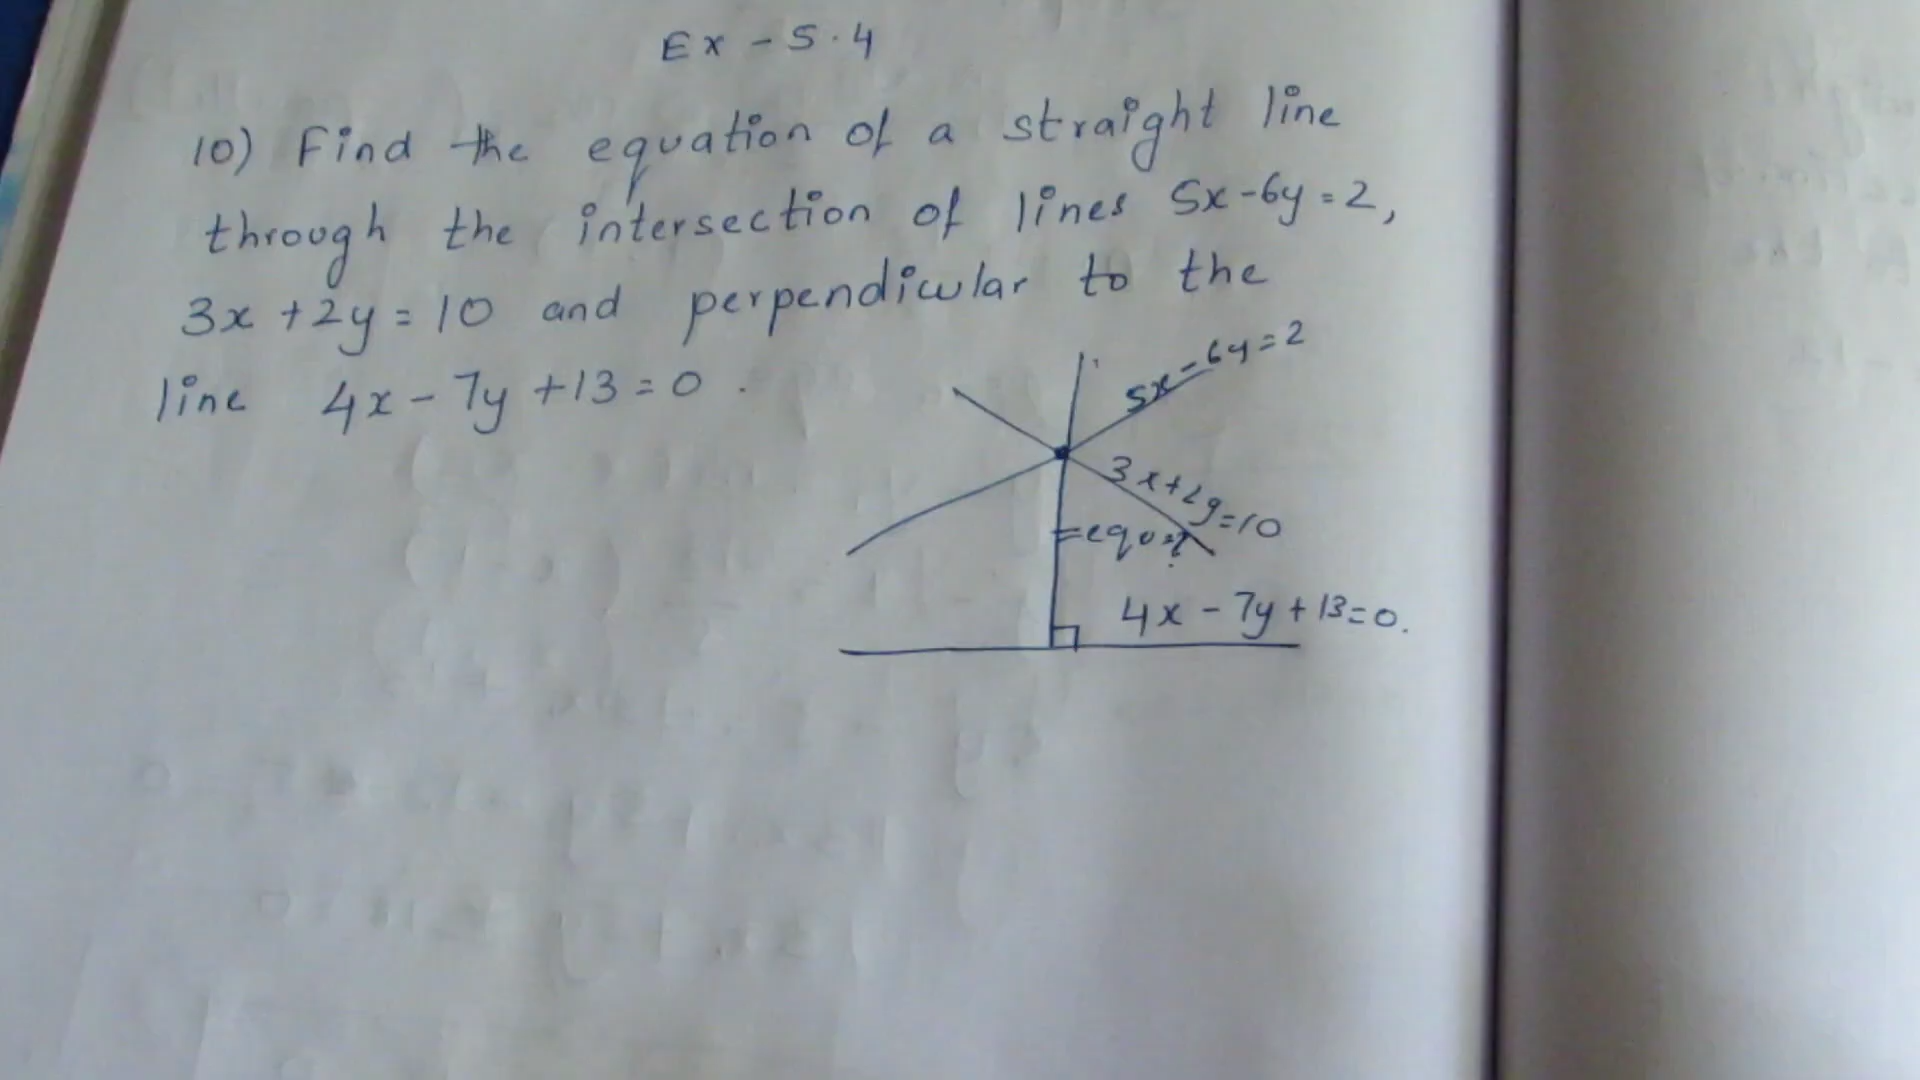 Ex - 5.4
10) Find the equation of a straight line
through the intersection of lines 5x-6y=2,
3x+2y=10 and perpendicular to the
line 4x-7y+13=0.
5x-6y=2
3x+2y=10
=equ=?
4x-7y+13=0.